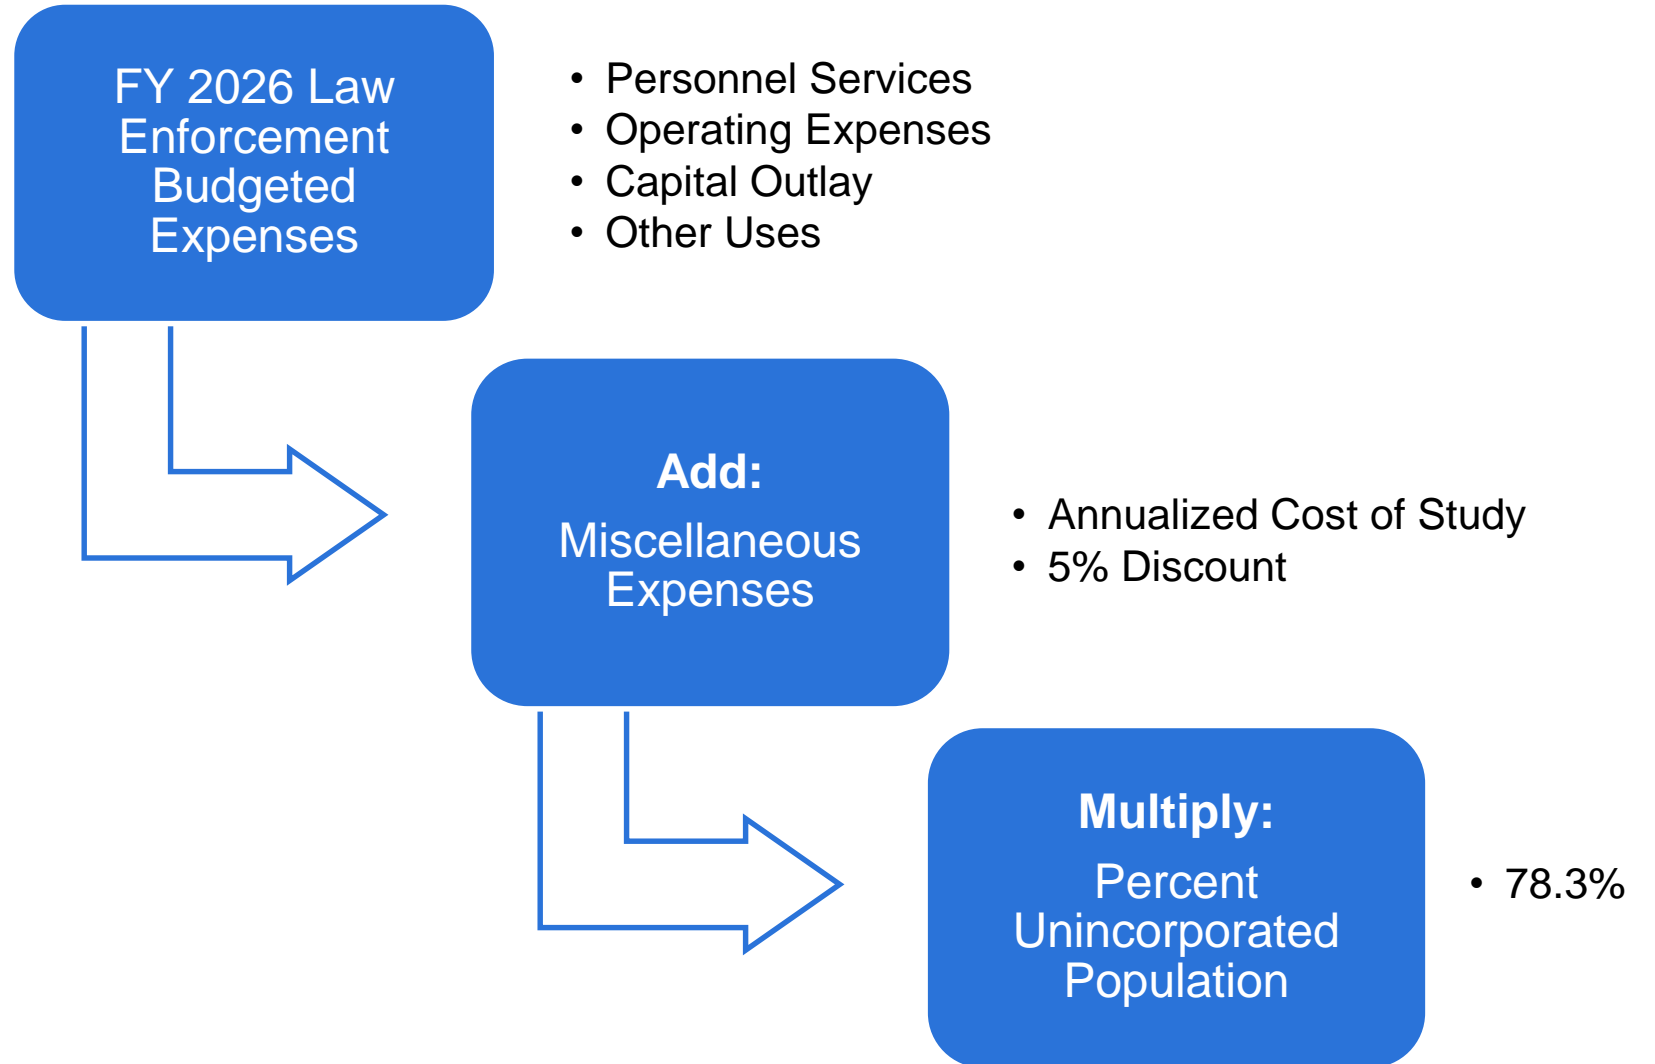 FY 2026 Law
Enforcement
Budgeted
Expenses
• Personnel Services
• Operating Expenses
• Capital Outlay
• Other Uses
Add:
Miscellaneous
Expenses
• Annualized Cost of Study
• 5% Discount
Multiply:
Percent
Unincorporated
Population
• 78.3%